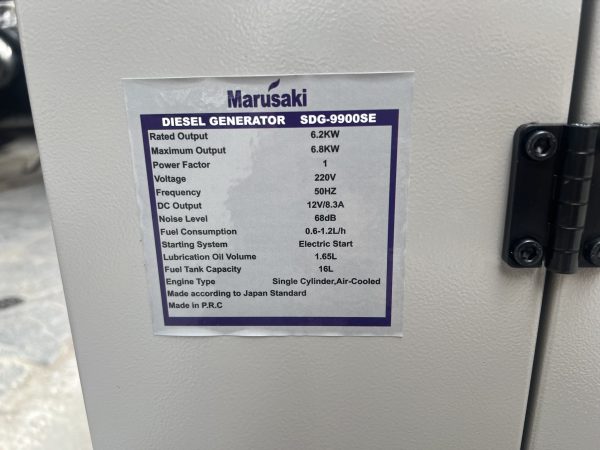 Marusaki
DIESEL GENERATOR SDG-9900SE
Rated Output 6.2KW
Maximum Output 6.8KW
Power Factor 1
Voltage 220V
Frequency 50HZ
DC Output 12V/8.3A
Noise Level 68dB
Fuel Consumption 0.6-1.2L/h
Starting System Electric Start
Lubrication Oil Volume 1.65L
Fuel Tank Capacity 16L
Engine Type Single Cylinder,Air-Cooled
Made according to Japan Standard
Made in P.R.C